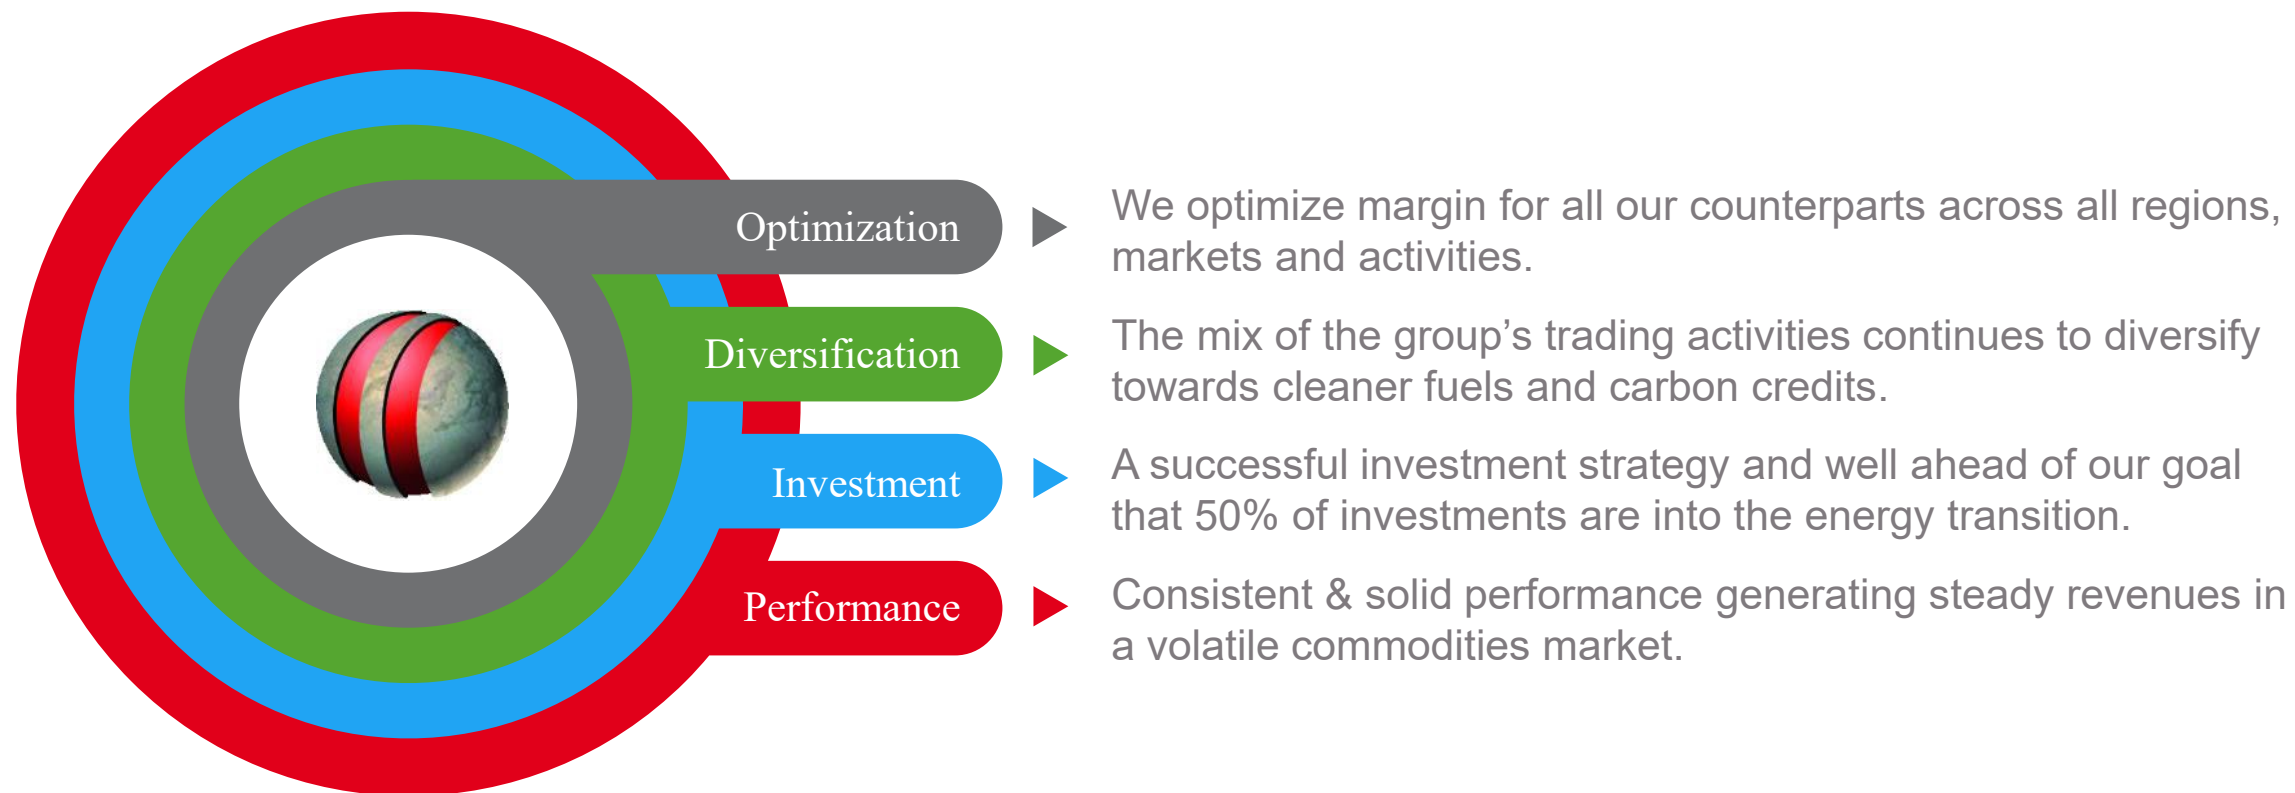 Optimization
We optimize margin for all our counterparts across all regions,
markets and activities.
Diversification
The mix of the group’s trading activities continues to diversify
towards cleaner fuels and carbon credits.
Investment
A successful investment strategy and well ahead of our goal
that 50% of investments are into the energy transition.
Performance
Consistent & solid performance generating steady revenues in
a volatile commodities market.